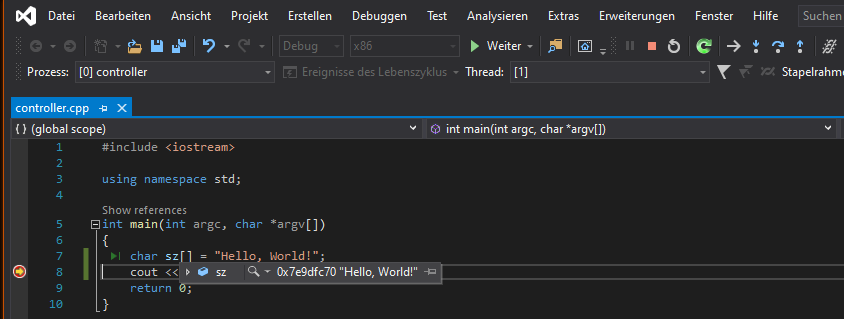 Datei Bearbeiten Ansicht Projekt Erstellen Debuggen Test Analysieren Extras Erweiterungen Fenster Hilfe Suchen
Debug x86 Weiter
Prozess: [0] controller Ereignisse des Lebenszyklus Thread: [1] Stapelrahm
controller.cpp
{} (global scope) int main(int argc, char *argv[])
1 #include <iostream>
2
3 using namespace std;
4
Show references
5 int main(int argc, char *argv[])
6 {
7 char sz[] = "Hello, World!";
8 cout << sz 0x7e9dfc70 "Hello, World!"
9 return 0;
10 }